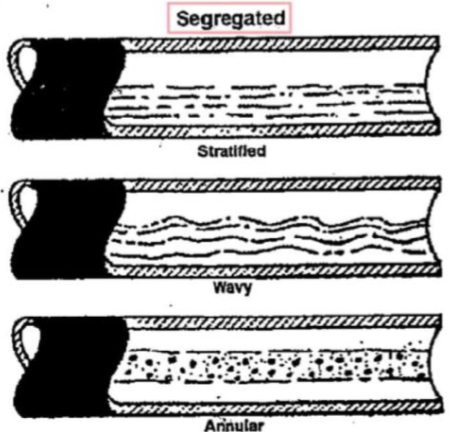 Segregated
Stratified
Wavy
Annular